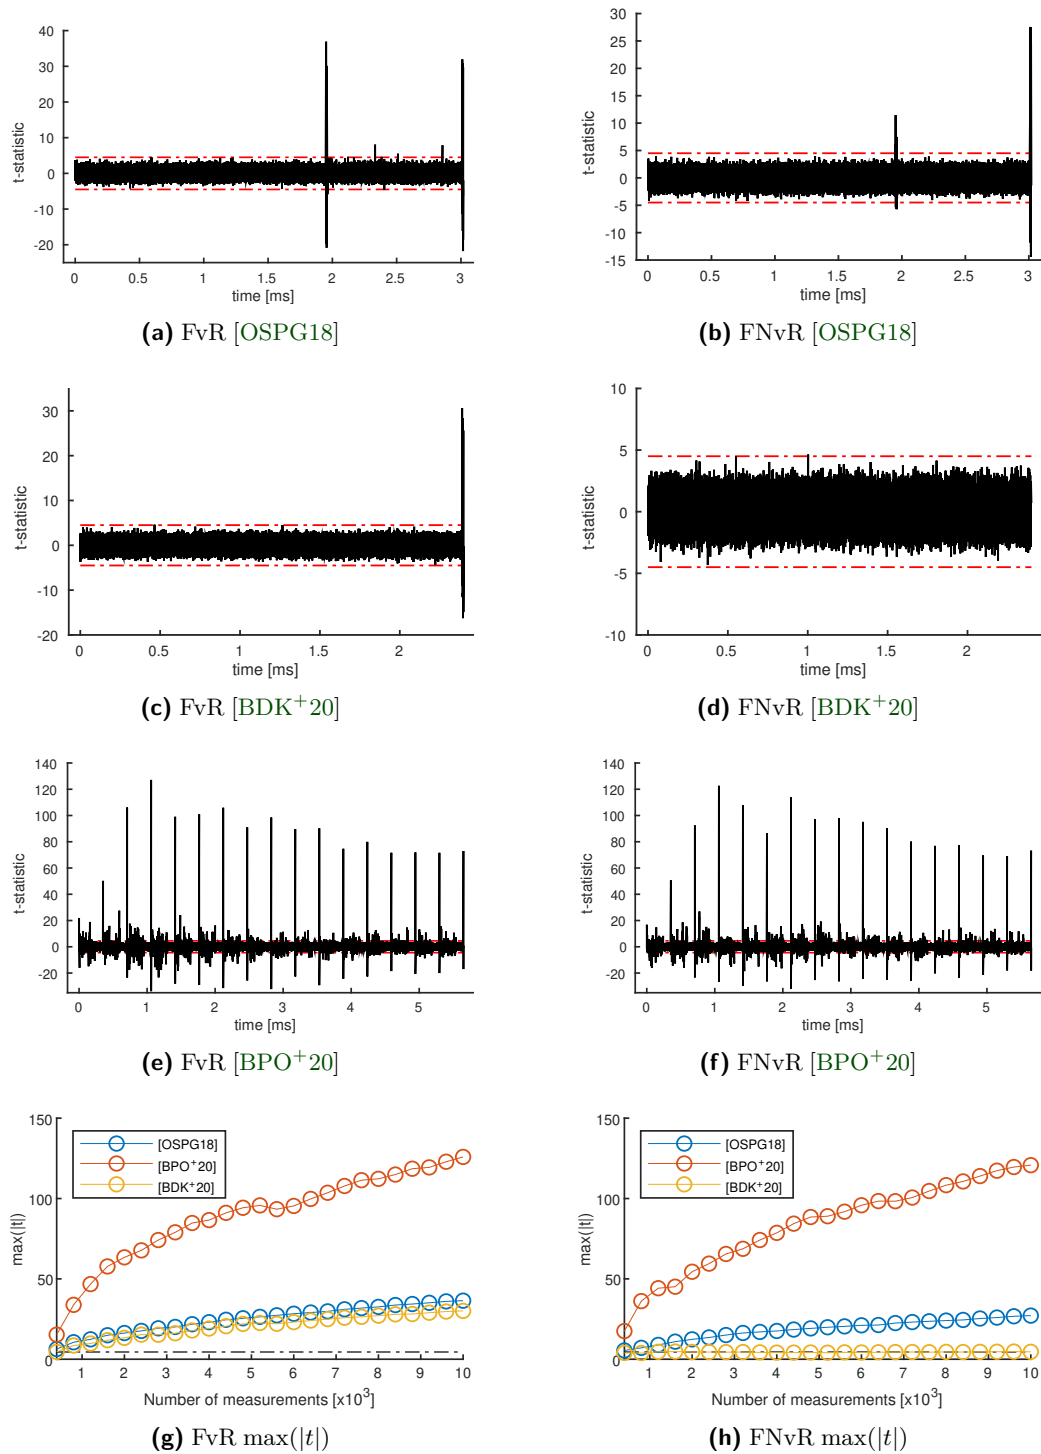 40
30
20
10
0
-10
-20
t-statistic
0 0.5 1 1.5 2 2.5 3
time [ms]
(a) FvR [OSPG18]
30
25
20
15
10
5
0
-5
-10
-15
t-statistic
0 0.5 1 1.5 2 2.5 3
time [ms]
(b) FNvR [OSPG18]
30
20
10
0
-10
-20
t-statistic
0 0.5 1 1.5 2
time [ms]
(c) FvR [BDK+20]
10
5
0
-5
-10
t-statistic
0 0.5 1 1.5 2
time [ms]
(d) FNvR [BDK+20]
140
120
100
80
60
40
20
0
-20
t-statistic
0 1 2 3 4 5
time [ms]
(e) FvR [BPO+20]
140
120
100
80
60
40
20
0
-20
t-statistic
0 1 2 3 4 5
time [ms]
(f) FNvR [BPO+20]
150
100
50
0
max(|t|)
[OSPG18]
[BPO+20]
[BDK+20]
1 2 3 4 5 6 7 8 9 10
Number of measurements [x10³]
(g) FvR max(|t|)
150
100
50
0
max(|t|)
[OSPG18]
[BPO+20]
[BDK+20]
1 2 3 4 5 6 7 8 9 10
Number of measurements [x10³]
(h) FNvR max(|t|)